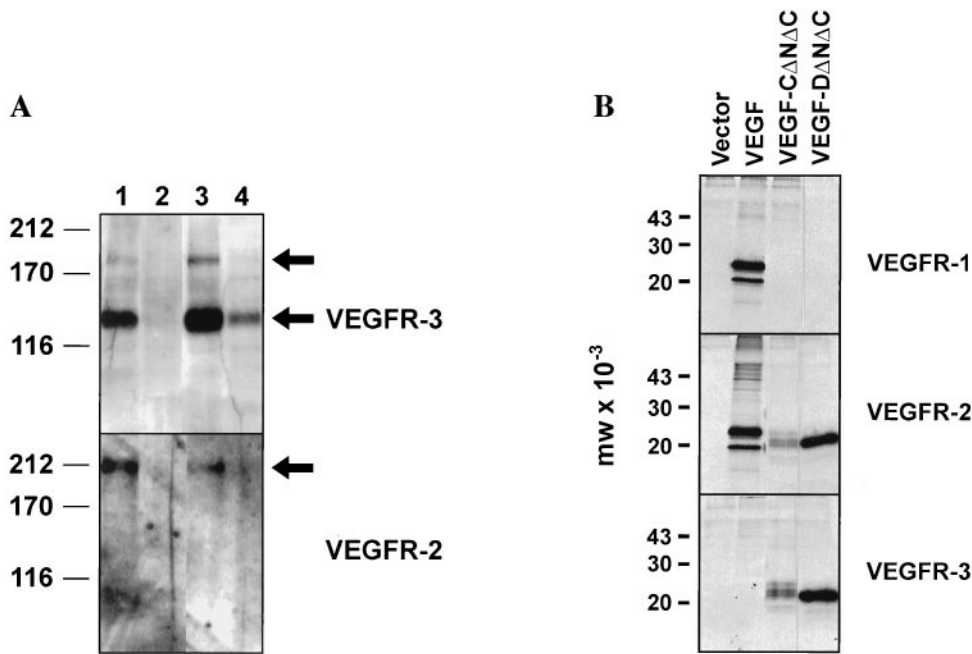 A
1 2 3 4
212
170
116
VEGFR-3
212
170
116
VEGFR-2
B
Vector
VEGF
VEGF-CΔNΔC
VEGF-DΔNΔC
mw x 10-3
43
30
20
VEGFR-1
43
30
20
VEGFR-2
43
30
20
VEGFR-3